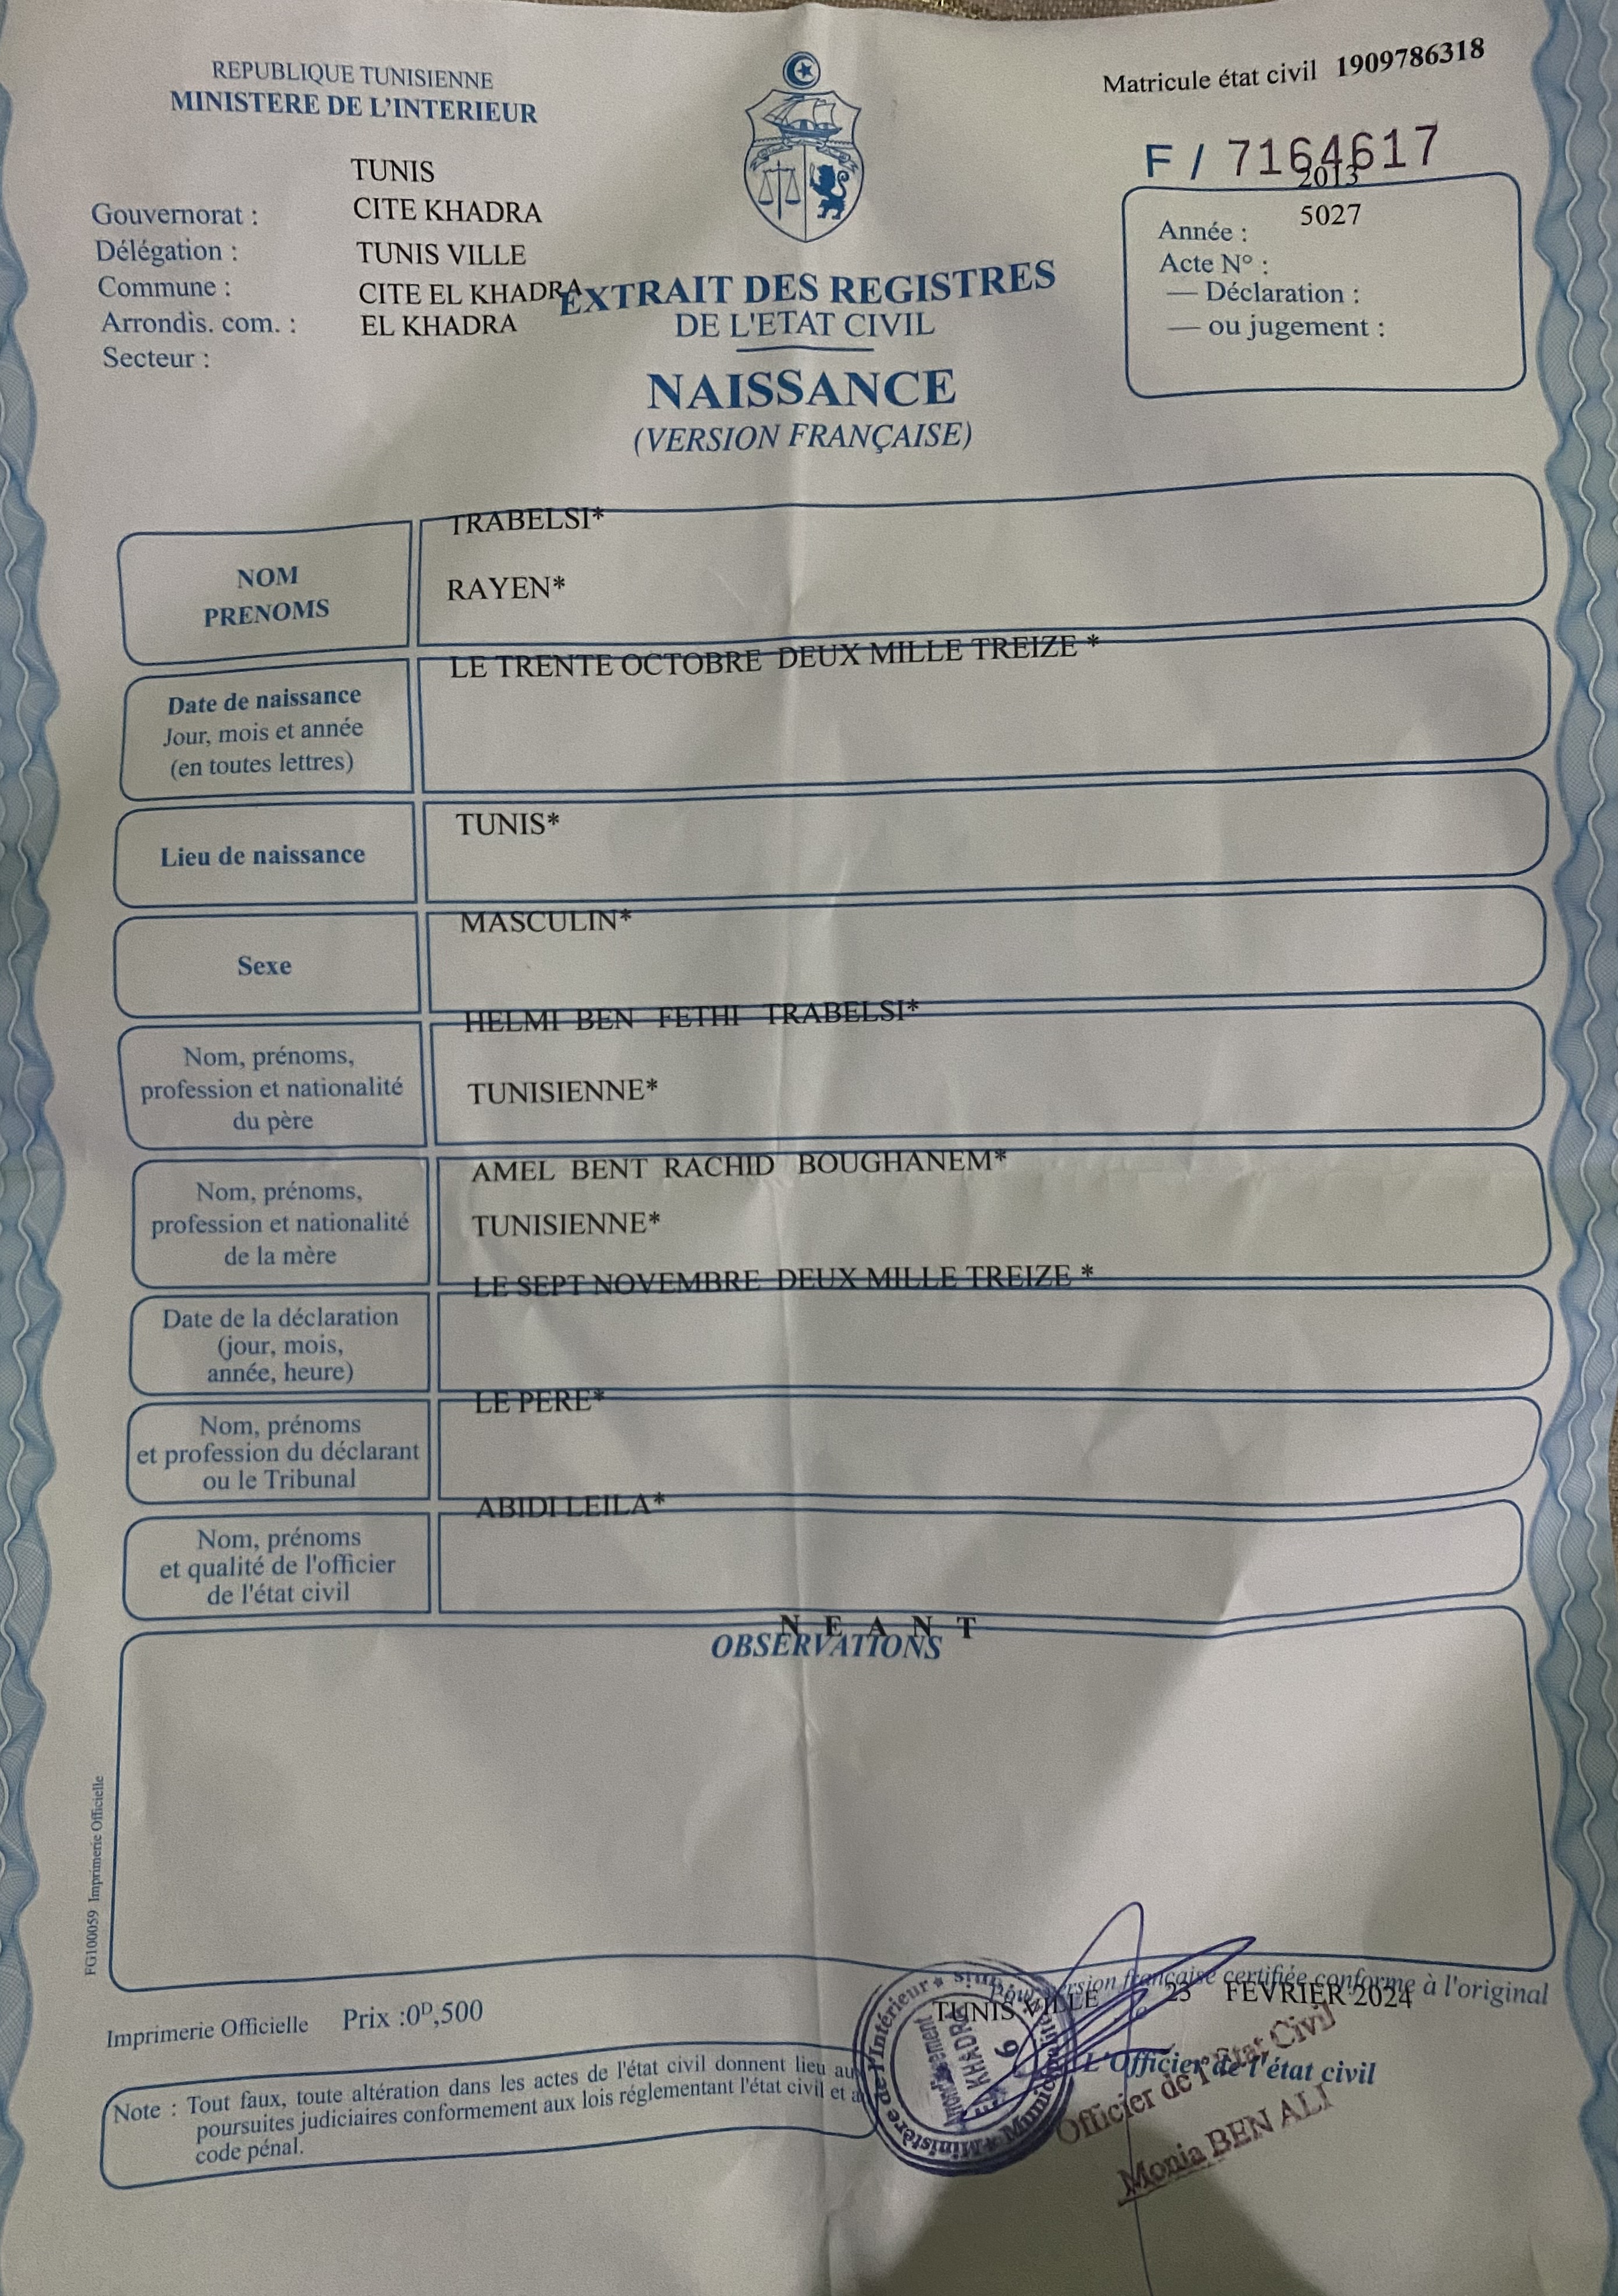 REPUBLIQUE TUNISIENNE
MINISTERE DE L'INTERIEUR
Matricule état civil 1909786318
F / 7164617
TUNIS
Gouvernorat : CITE KHADRA
Délégation : TUNIS VILLE
Commune : CITE EL KHADRA
Arrondis. com. : EL KHADRA
Secteur :
2013
Année : 5027
Acte N° :
— Déclaration :
— ou jugement :
EXTRAIT DES REGISTRES
DE L'ETAT CIVIL
NAISSANCE
(VERSION FRANÇAISE)
NOM
PRENOMS
TRABELSI*
RAYEN*
Date de naissance
Jour, mois et année
(en toutes lettres)
LE TRENTE OCTOBRE DEUX MILLE TREIZE *
Lieu de naissance
TUNIS*
Sexe
MASCULIN*
Nom, prénoms,
profession et nationalité
du père
HELMI BEN FETHI TRABELSI*
TUNISIENNE*
Nom, prénoms,
profession et nationalité
de la mère
AMEL BENT RACHID BOUGHANEM*
TUNISIENNE*
Date de la déclaration
(jour, mois,
année, heure)
LE SEPT NOVEMBRE DEUX MILLE TREIZE *
Nom, prénoms
et profession du déclarant
ou le Tribunal
LE PERE*
Nom, prénoms
et qualité de l'officier
de l'état civil
ABIDI LEILA*
N E A N T
OBSERVATIONS
FG100059 Imprimerie Officielle
Imprimerie Officielle Prix :0ᴰ,500
Pour version française certifiée conforme à l'original
TUNIS VILLE 23 FEVRIER 2024
L'Officier de l'état civil
Officier de l'Etat Civil
Monia BEN ALI
Ministère de l'Intérieur
Arrondissement
EL KHADRA
9
Note : Tout faux, toute altération dans les actes de l'état civil donnent lieu au
poursuites judiciaires conformement aux lois réglementant l'état civil et a
code pénal.